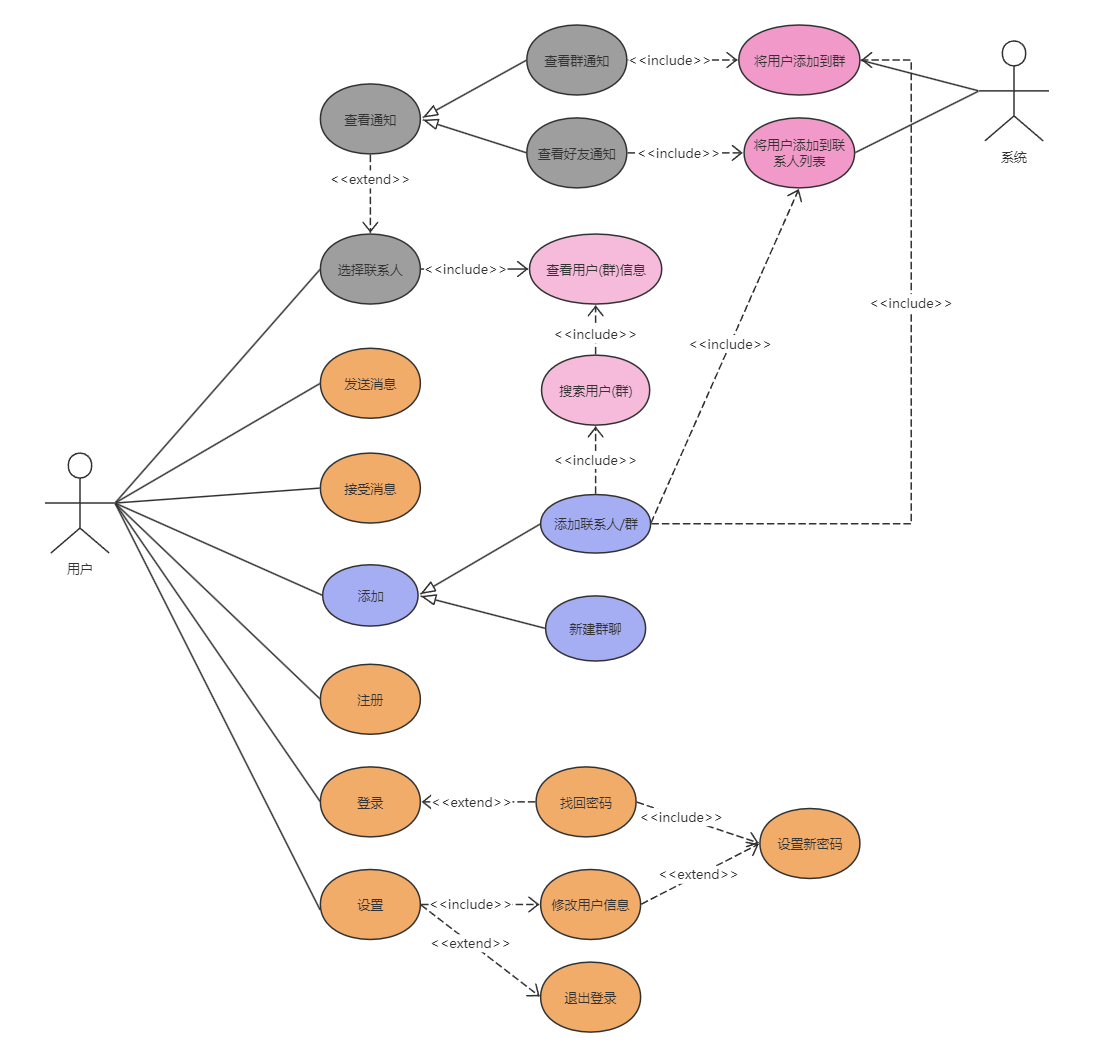 查看群通知
<<include>>
将用户添加到群
查看通知
查看好友通知
<<include>>
将用户添加到联
系人列表
系统
<<extend>>
选择联系人
<<include>>
查看用户(群)信息
<<include>>
<<include>>
<<include>>
发送消息
搜索用户(群)
<<include>>
接受消息
添加联系人/群
用户
添加
新建群聊
注册
登录
<<extend>>
找回密码
<<include>>
设置新密码
<<extend>>
设置
<<include>>
修改用户信息
<<extend>>
退出登录